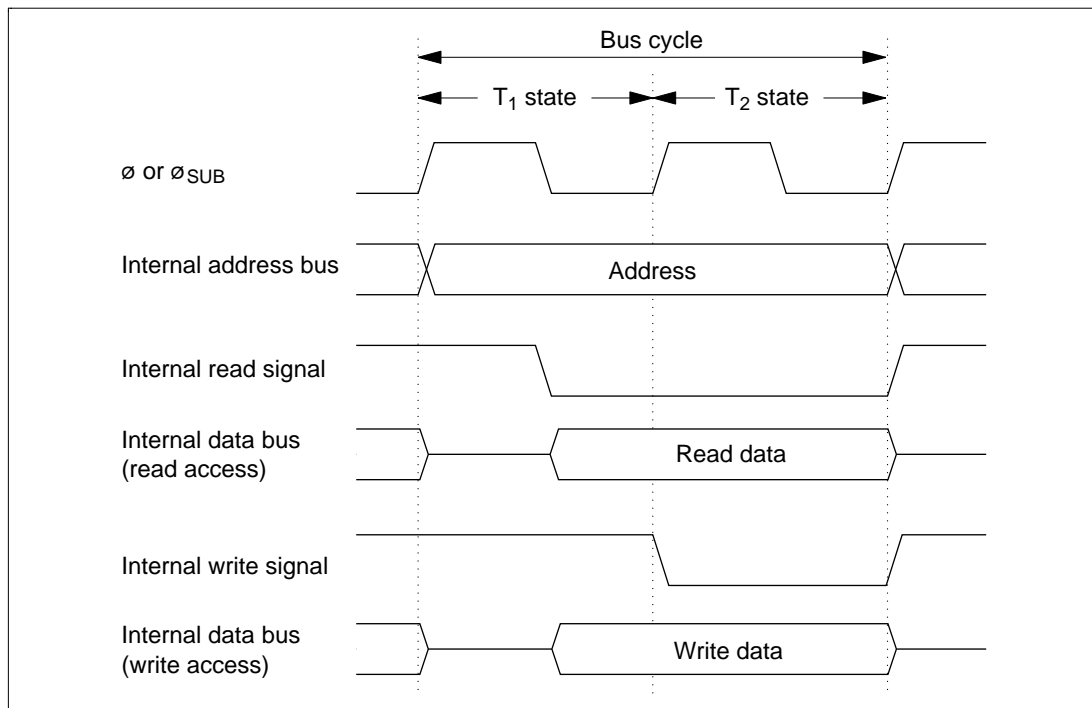 Bus cycle
T₁ state
T₂ state
ø or øSUB
Internal address bus
Address
Internal read signal
Internal data bus
(read access)
Read data
Internal write signal
Internal data bus
(write access)
Write data